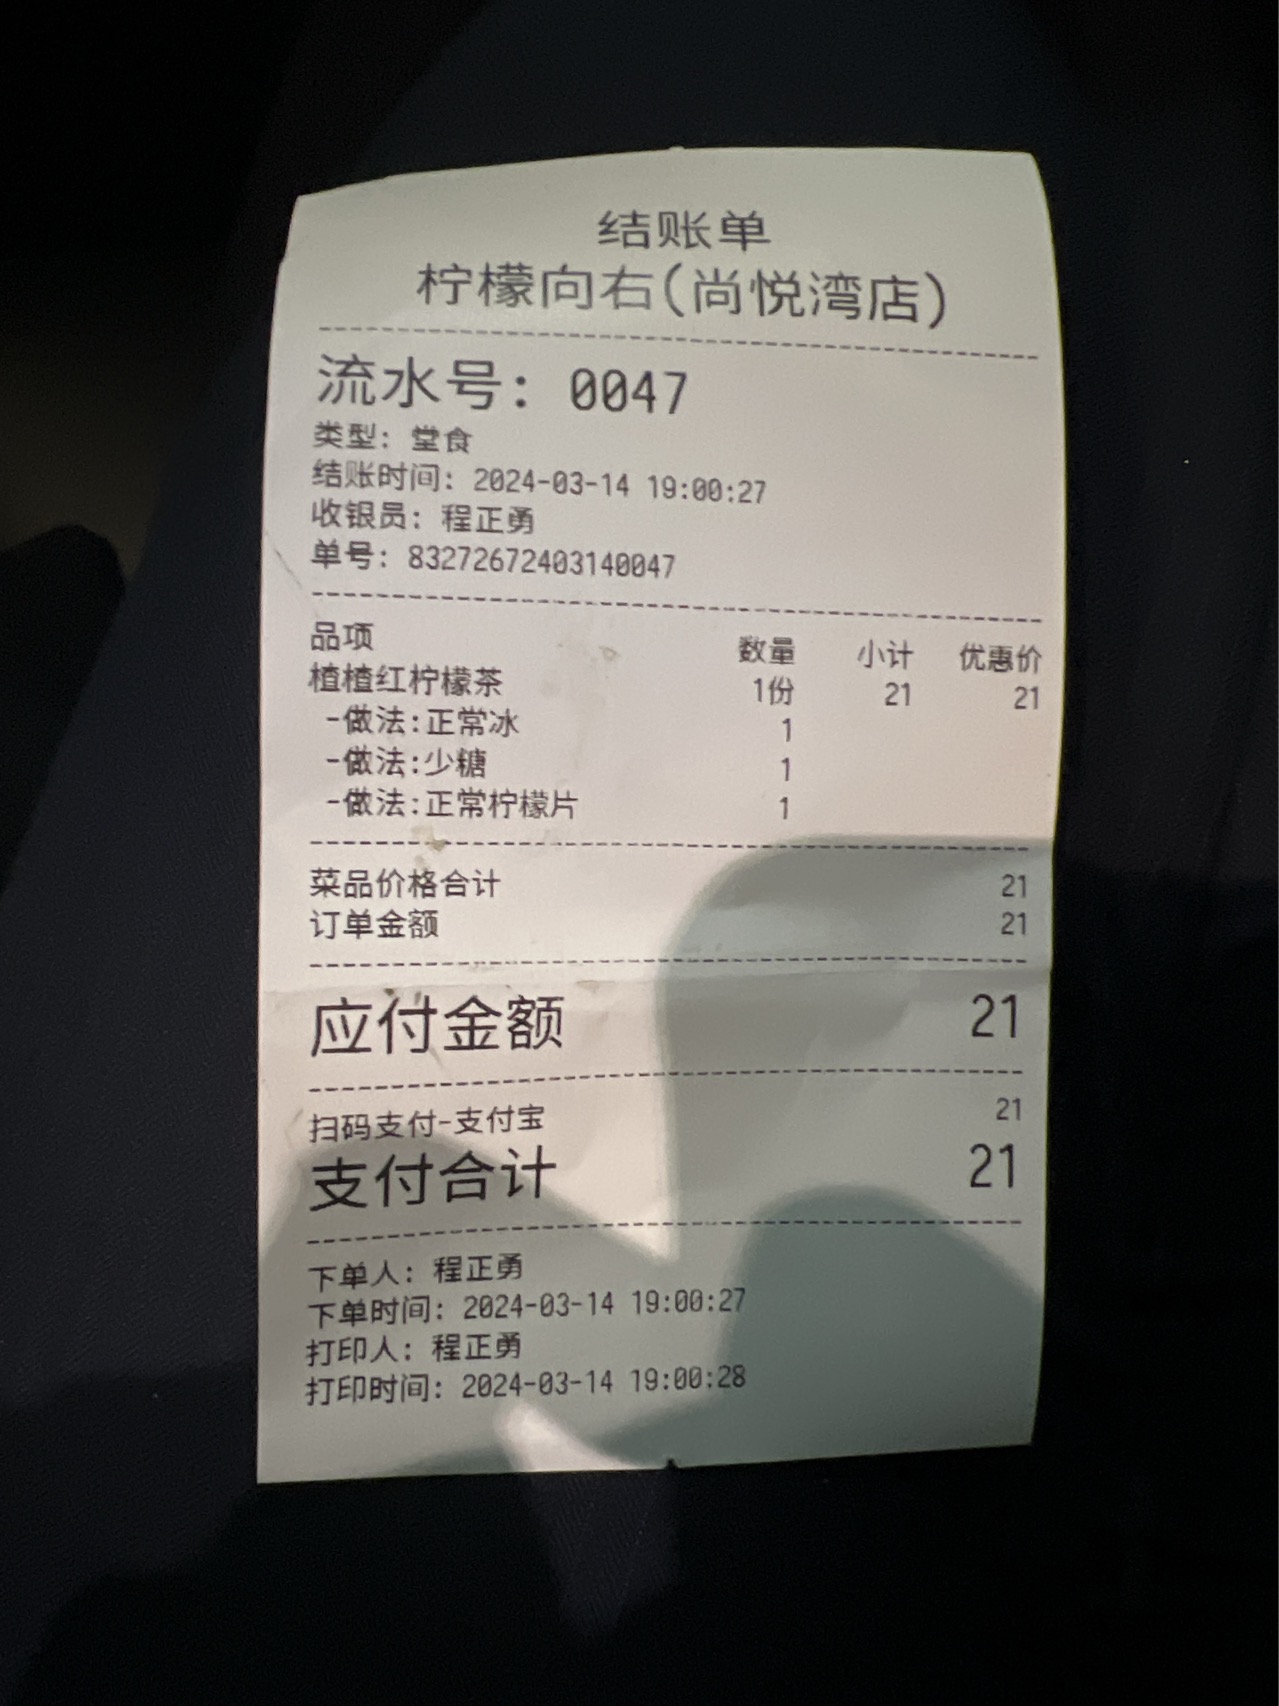 结账单
柠檬向右(尚悦湾店)
流水号: 0047
类型: 堂食
结账时间: 2024-03-14 19:00:27
收银员: 程正勇
单号: 83272672403140047
品项 数量 小计 优惠价
楂楂红柠檬茶 1份 21 21
-做法:正常冰 1
-做法:少糖 1
-做法:正常柠檬片 1
菜品价格合计 21
订单金额 21
应付金额 21
扫码支付-支付宝 21
支付合计 21
下单人: 程正勇
下单时间: 2024-03-14 19:00:27
打印人: 程正勇
打印时间: 2024-03-14 19:00:28